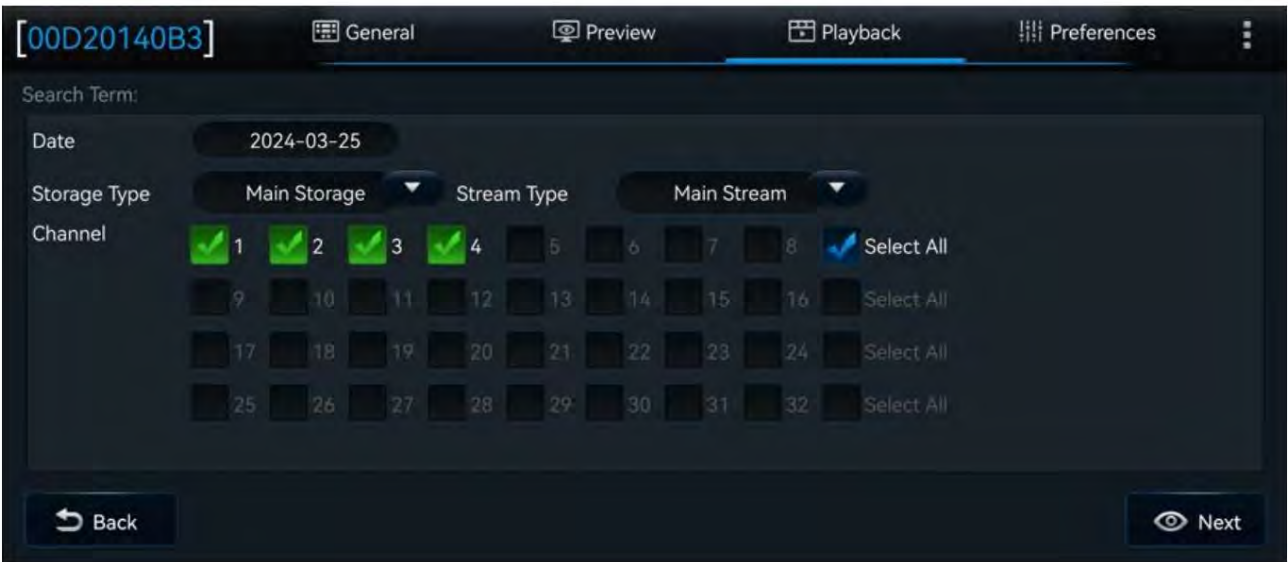 [00D20140B3] General Preview Playback Preferences
Search Term:
Date 2024-03-25
Storage Type Main Storage Stream Type Main Stream
Channel 1 2 3 4 5 6 7 8 Select All
9 10 11 12 13 14 15 16 Select All
17 18 19 20 21 22 23 24 Select All
25 26 27 28 29 30 31 32 Select All
Back Next